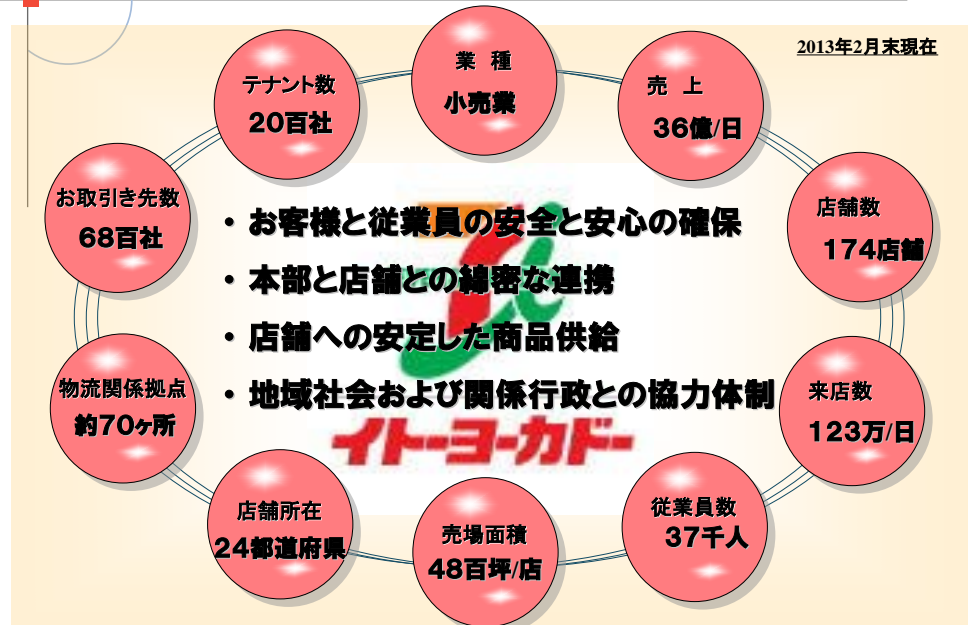 2013年2月末現在
業 種
小売業
売 上
36億/日
店舗数
174店舗
来店数
123万/日
従業員数
37千人
売場面積
48百坪/店
店舗所在
24都道府県
物流関係拠点
約70ヶ所
お取引き先数
68百社
テナント数
20百社
・ お客様と従業員の安全と安心の確保
・ 本部と店舗との綿密な連携
・ 店舗への安定した商品供給
・ 地域社会および関係行政との協力体制
イトーヨーカドー